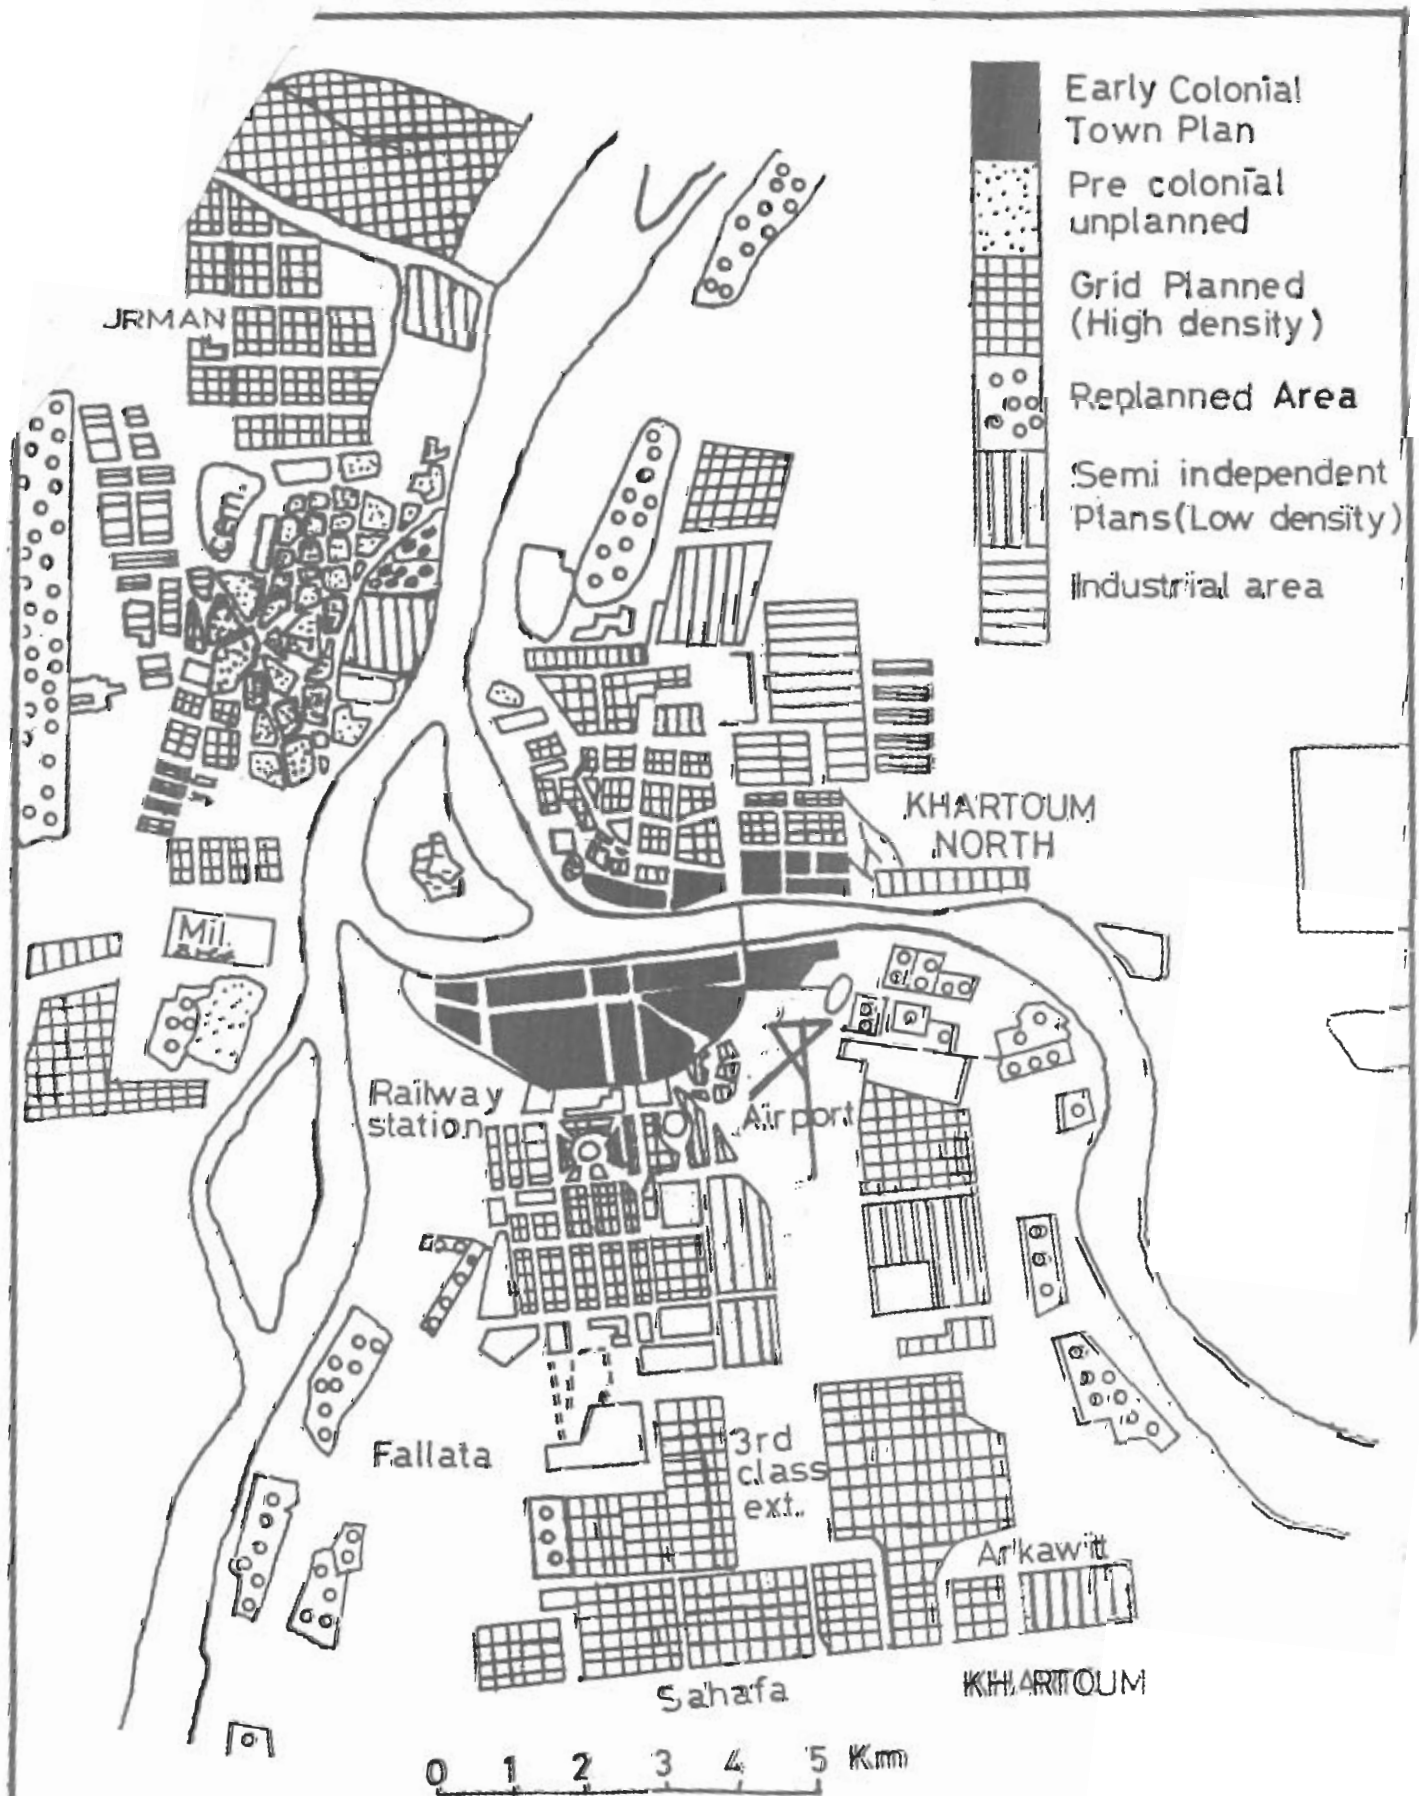 Early Colonial
Town Plan
Pre colonial
unplanned
Grid Planned
(High density)
Replanned Area
Semi independent
Plans(Low density)
Industrial area
JRMAN
Cem.
KHARTOUM
NORTH
Mil
Railway
station
Airport
Fallata
3rd
class
ext.
Ar'kawit
Sahafa
KHARTOUM
0 1 2 3 4 5 Km